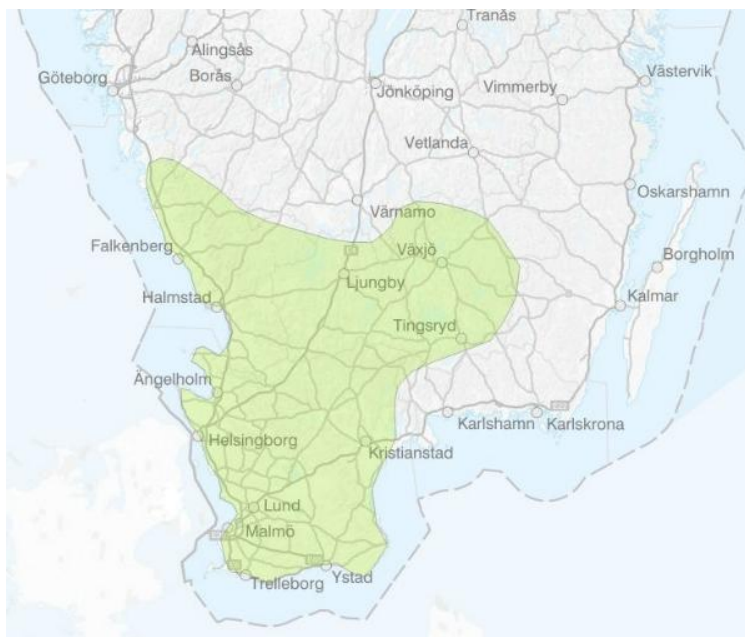 Tranås
Alingsås
Göteborg
Borås
Jönköping
Vimmerby
Västervik
Vetlanda
Oskarshamn
Värnamo
Falkenberg
Växjö
Borgholm
Ljungby
Halmstad
Kalmar
Tingsryd
Ängelholm
Karlshamn
Karlskrona
Helsingborg
Kristianstad
Lund
Malmö
Ystad
Trelleborg